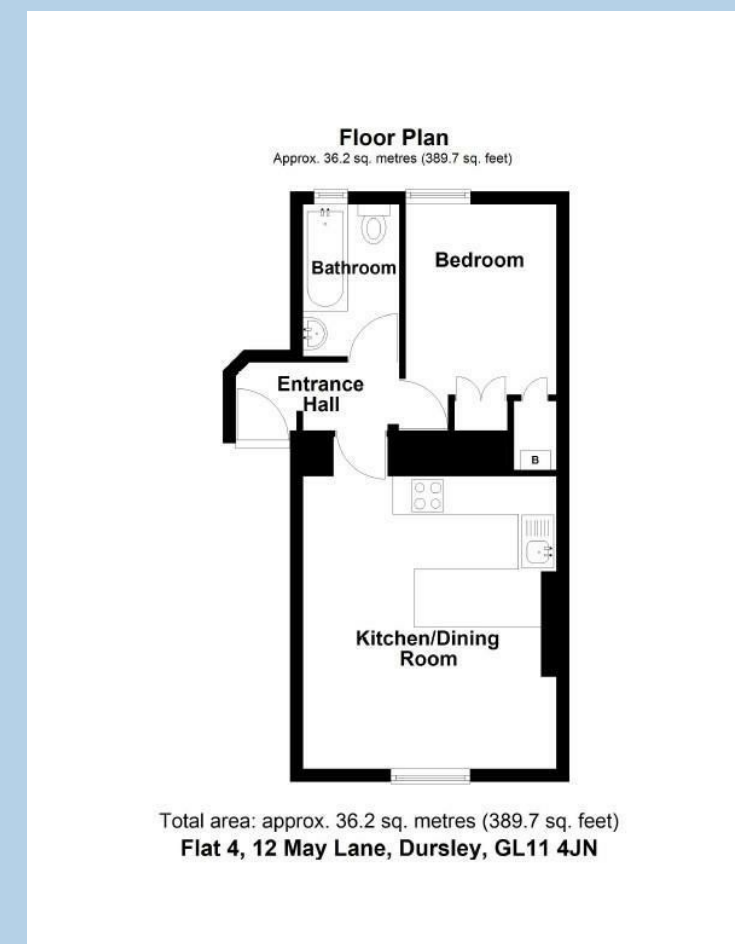 Floor Plan
Approx. 36.2 sq. metres (389.7 sq. feet)
Bathroom
Bedroom
Entrance
Hall
B
Kitchen/Dining
Room
Total area: approx. 36.2 sq. metres (389.7 sq. feet)
Flat 4, 12 May Lane, Dursley, GL11 4JN